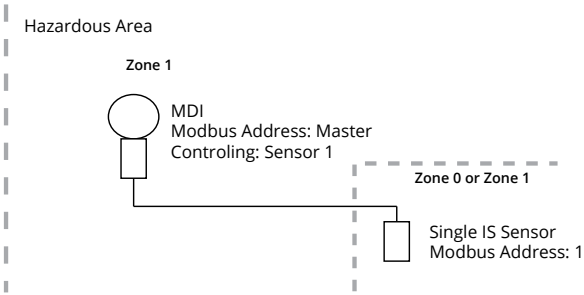 Hazardous Area
Zone 1
MDI
Modbus Address: Master
Controling: Sensor 1
Zone 0 or Zone 1
Single IS Sensor
Modbus Address: 1